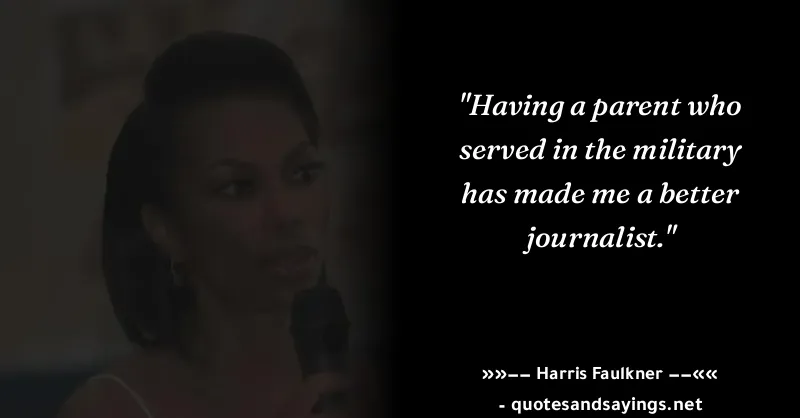 "Having a parent who
served in the military
has made me a better
journalist."
»»—— Harris Faulkner ——««
- quotesandsayings.net